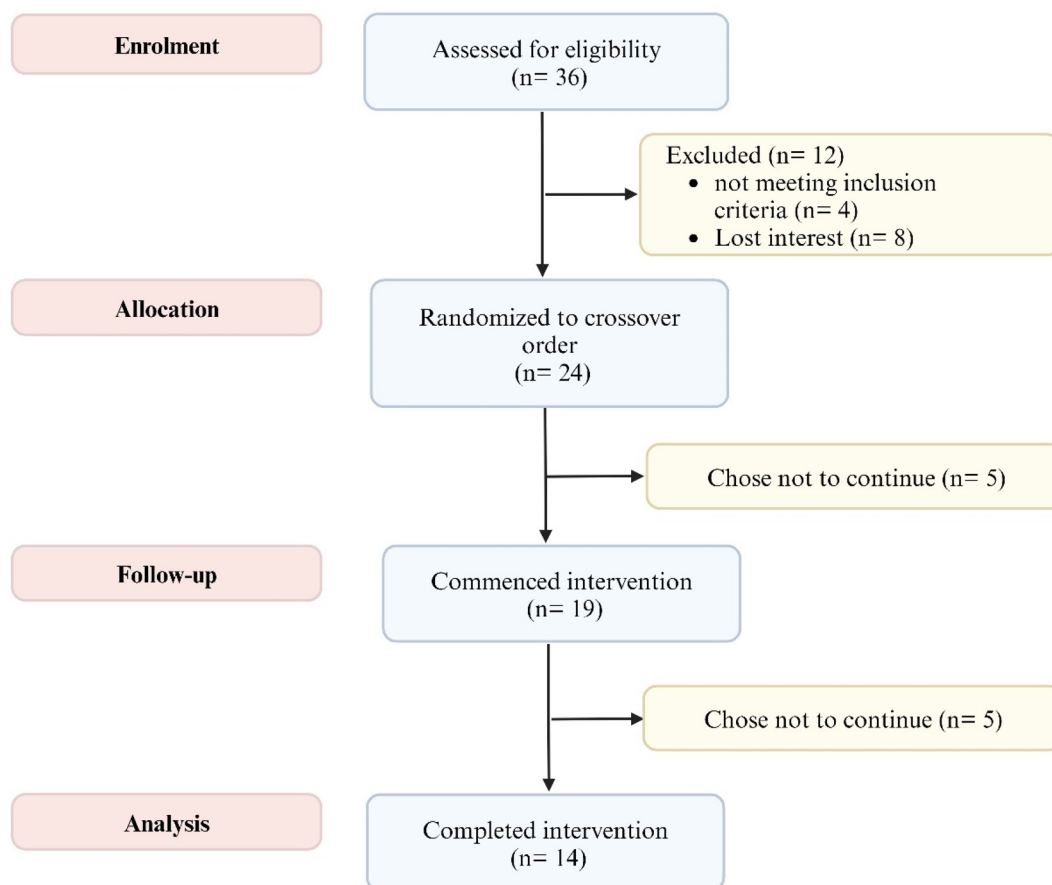 Enrolment
Assessed for eligibility
(n= 36)
Excluded (n= 12)
• not meeting inclusion
criteria (n= 4)
• Lost interest (n= 8)
Allocation
Randomized to crossover
order
(n= 24)
Chose not to continue (n= 5)
Follow-up
Commenced intervention
(n= 19)
Chose not to continue (n= 5)
Analysis
Completed intervention
(n= 14)